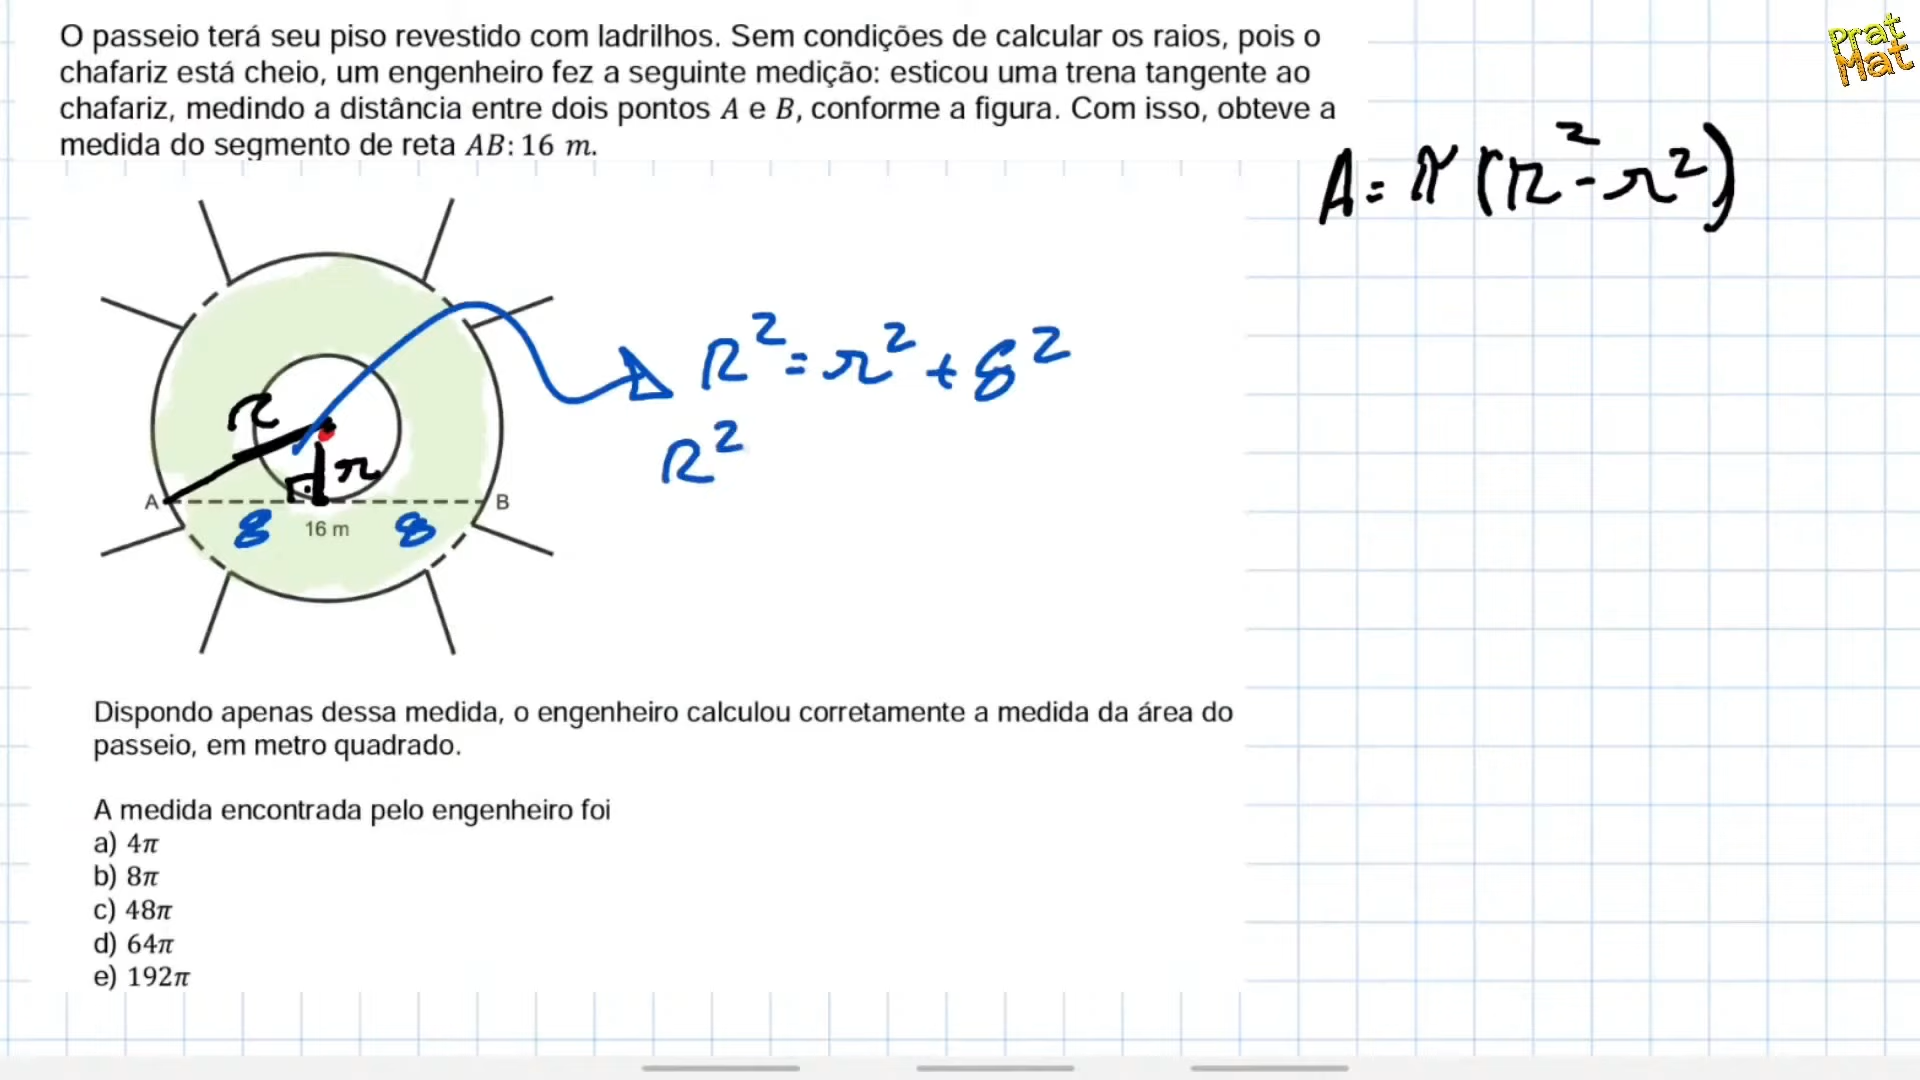 O passeio terá seu piso revestido com ladrilhos. Sem condições de calcular os raios, pois o
chafariz está cheio, um engenheiro fez a seguinte medição: esticou uma trena tangente ao
chafariz, medindo a distância entre dois pontos A e B, conforme a figura. Com isso, obteve a
medida do segmento de reta AB: 16 m.
Prat
Mat
A = π (R² - r²)
R² = r² + 8²
R
R²
r
A
B
8
16 m
8
Dispondo apenas dessa medida, o engenheiro calculou corretamente a medida da área do
passeio, em metro quadrado.
A medida encontrada pelo engenheiro foi
a) 4π
b) 8π
c) 48π
d) 64π
e) 192π